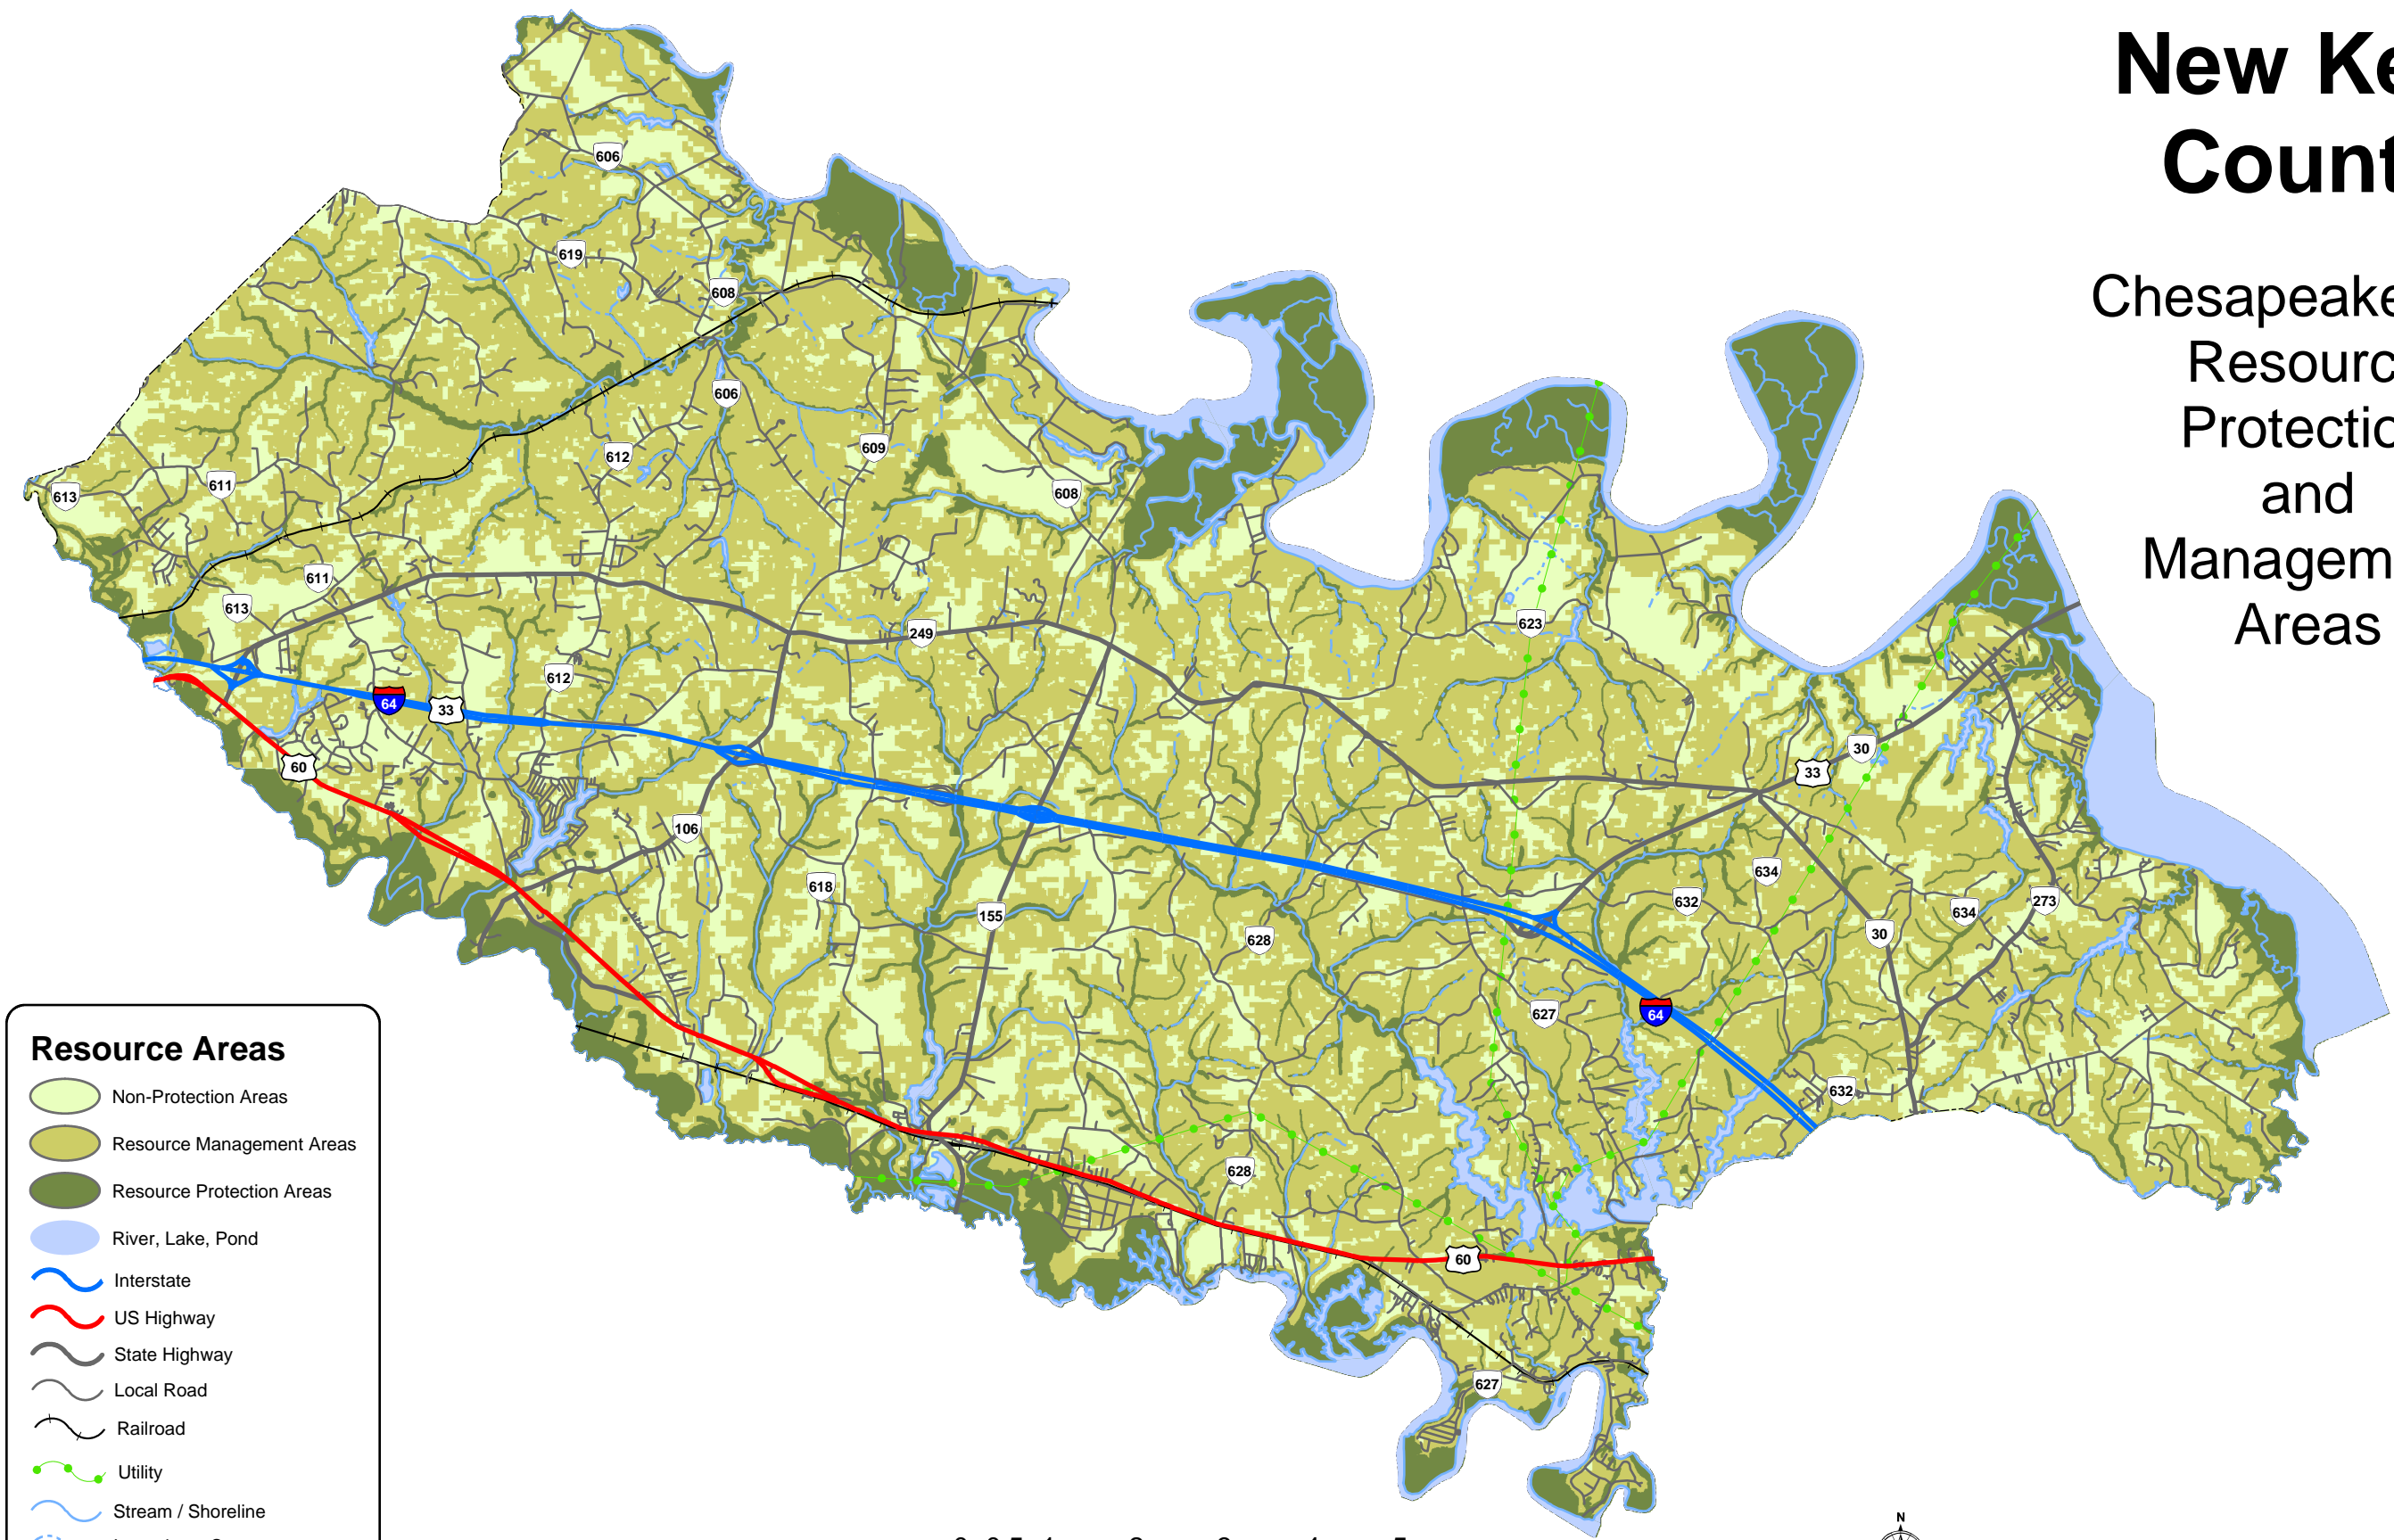 New Ke
Count
Chesapeake
Resourc
Protectio
and
Managem
Areas
606
619
608
606
609
612
608
613
611
611
613
249
623
612
64
33
60
30
33
106
618
155
634
632
634
273
628
30
627
64
632
628
60
627
Resource Areas
Non-Protection Areas
Resource Management Areas
Resource Protection Areas
River, Lake, Pond
Interstate
US Highway
State Highway
Local Road
Railroad
Utility
Stream / Shoreline
N